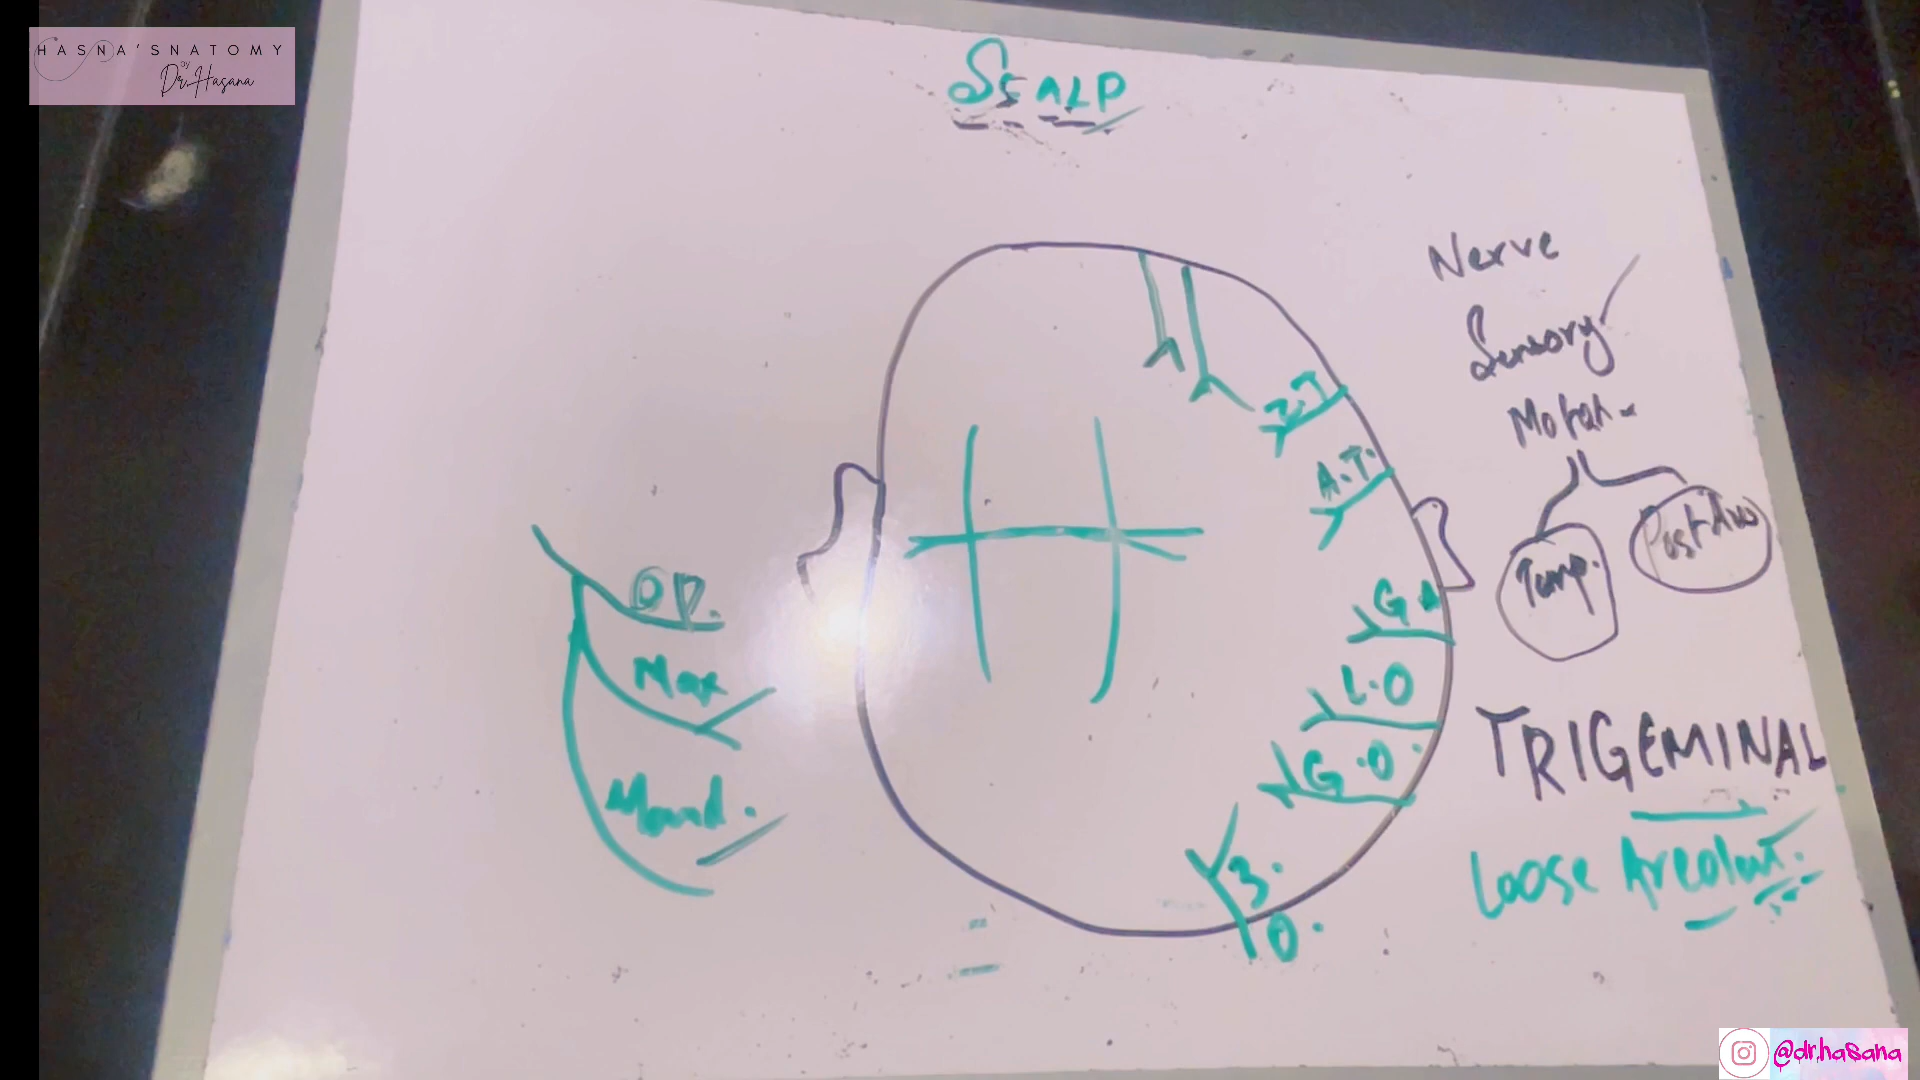 HASNA'SNATOMY
by
Dr.Hasana
SCALP
Nerve
Sensory
Motor
Temp.
Post Au
Z.T
A.T.
G A
L.O
G.O.
3.
O.
OP.
Max
Mand.
TRIGEMINAL
Loose Areolar.
@dr.hasana